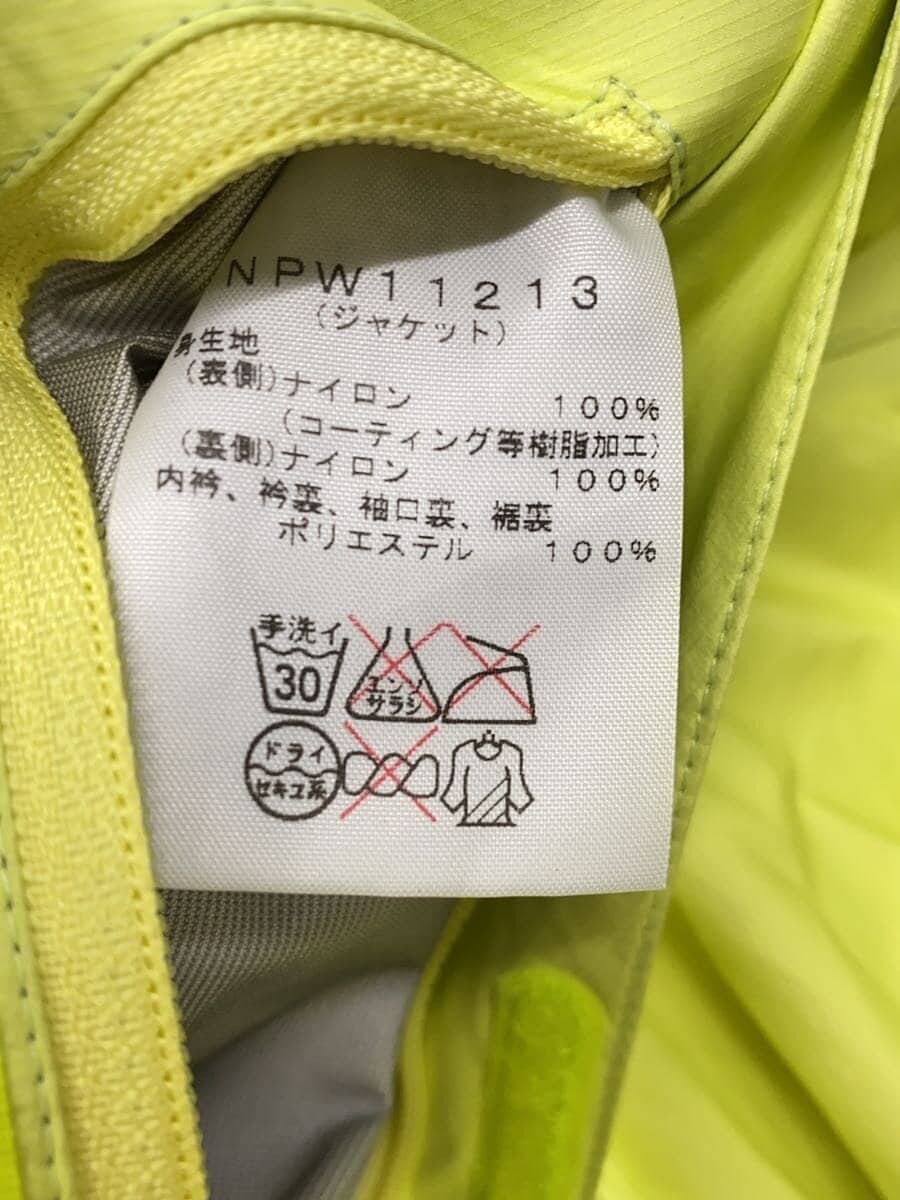 NPW11213
(ジャケット)
身生地
(表側)ナイロン 100%
(コーティング等樹脂加工)
(裏側)ナイロン 100%
内衿、衿裏、袖口裏、裾裏
ポリエステル 100%
手洗イ
30
エンソ
サラシ
ドライ
セキユ系